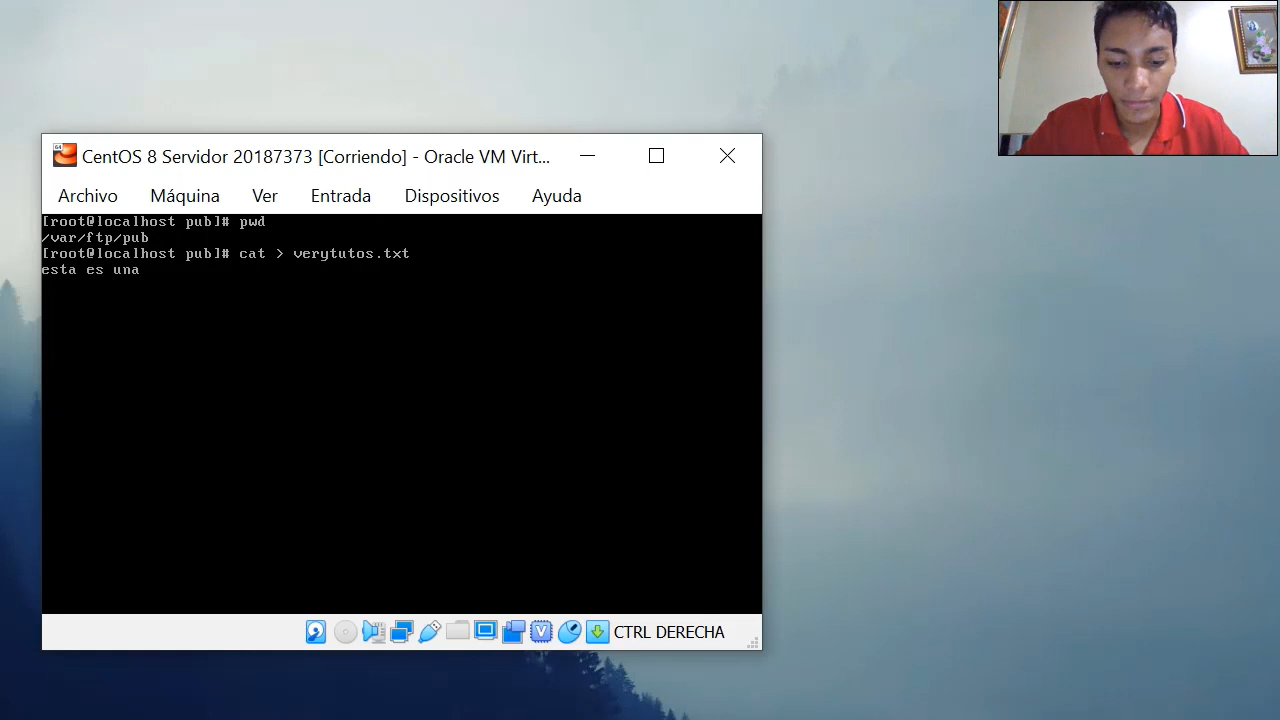 64
CentOS 8 Servidor 20187373 [Corriendo] - Oracle VM Virt...
Archivo Máquina Ver Entrada Dispositivos Ayuda
[root@localhost pub]# pwd
/var/ftp/pub
[root@localhost pub]# cat > verytutos.txt
esta es una
V
CTRL DERECHA